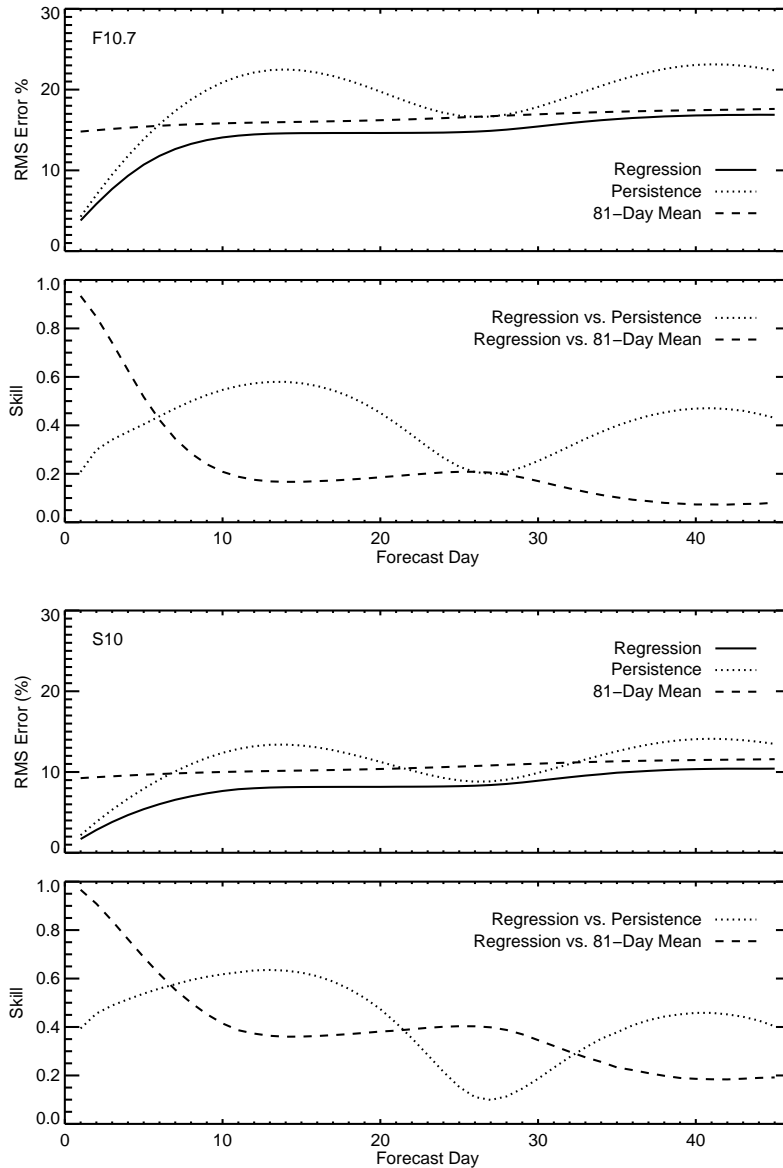 30
F10.7
20
RMS Error %
10
Regression
Persistence
81–Day Mean
0
1.0
Regression vs. Persistence
0.8
Regression vs. 81–Day Mean
0.6
Skill
0.4
0.2
0.0
0 10 20 30 40
Forecast Day
30
S10
Regression
Persistence
20
81–Day Mean
RMS Error (%)
10
0
1.0
Regression vs. Persistence
0.8
Regression vs. 81–Day Mean
0.6
Skill
0.4
0.2
0.0
0 10 20 30 40
Forecast Day